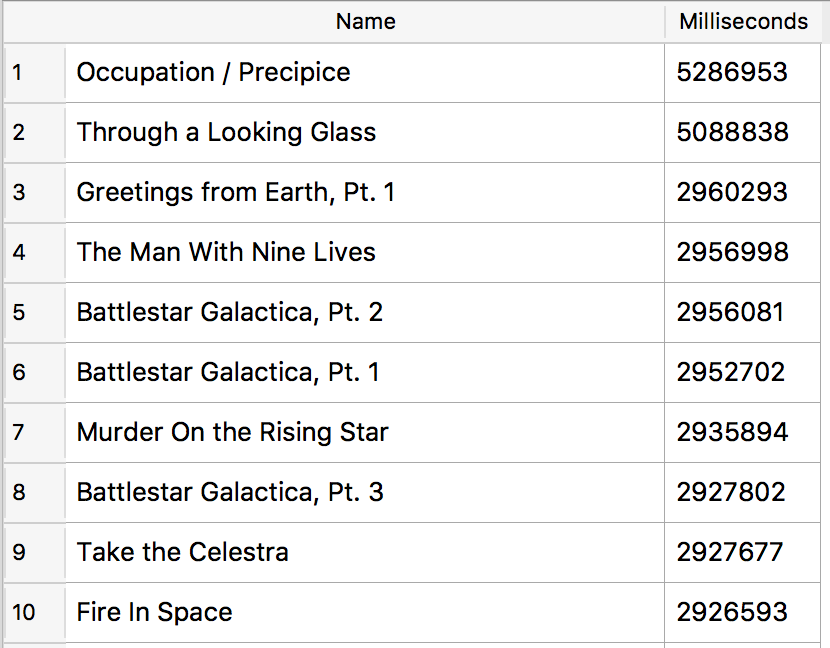 Name Milliseconds
1 Occupation / Precipice 5286953
2 Through a Looking Glass 5088838
3 Greetings from Earth, Pt. 1 2960293
4 The Man With Nine Lives 2956998
5 Battlestar Galactica, Pt. 2 2956081
6 Battlestar Galactica, Pt. 1 2952702
7 Murder On the Rising Star 2935894
8 Battlestar Galactica, Pt. 3 2927802
9 Take the Celestra 2927677
10 Fire In Space 2926593